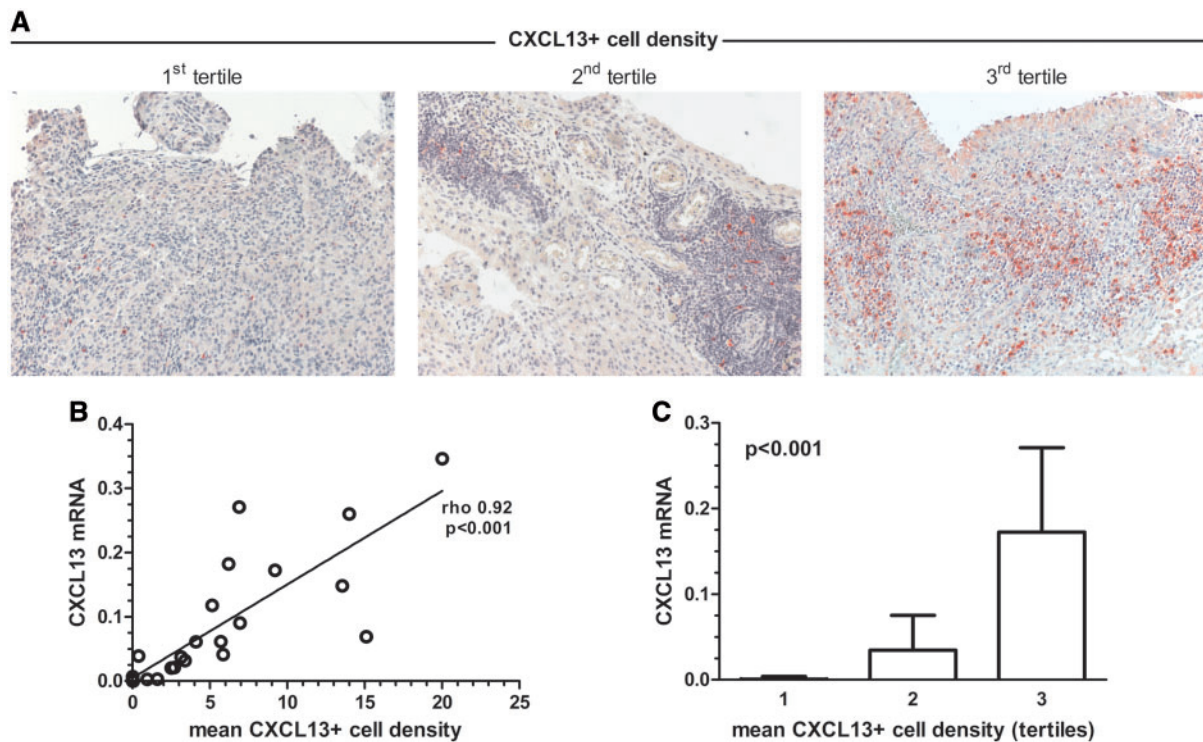 A
CXCL13+ cell density
1st tertile
2nd tertile
3rd tertile
B
CXCL13 mRNA
0.4
0.3
0.2
0.1
0.0
rho 0.92
p<0.001
0
5
10
15
20
25
mean CXCL13+ cell density
C
CXCL13 mRNA
0.3
0.2
0.1
0.0
p<0.001
1
2
3
mean CXCL13+ cell density (tertiles)